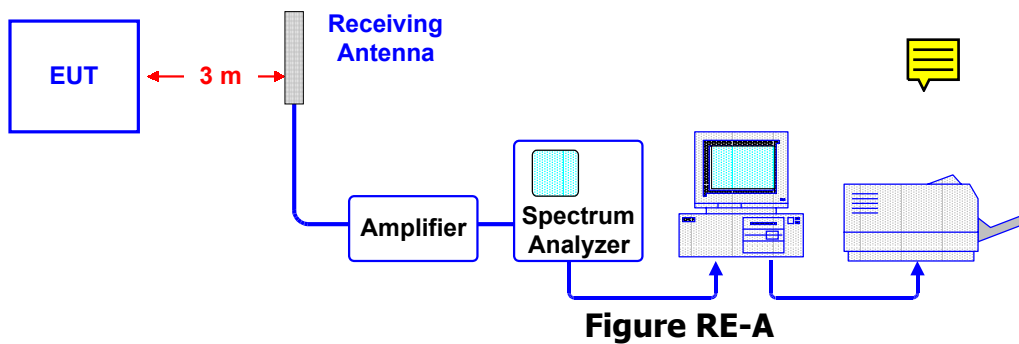 EUT
3 m
Receiving
Antenna
Amplifier
Spectrum
Analyzer
Figure RE-A